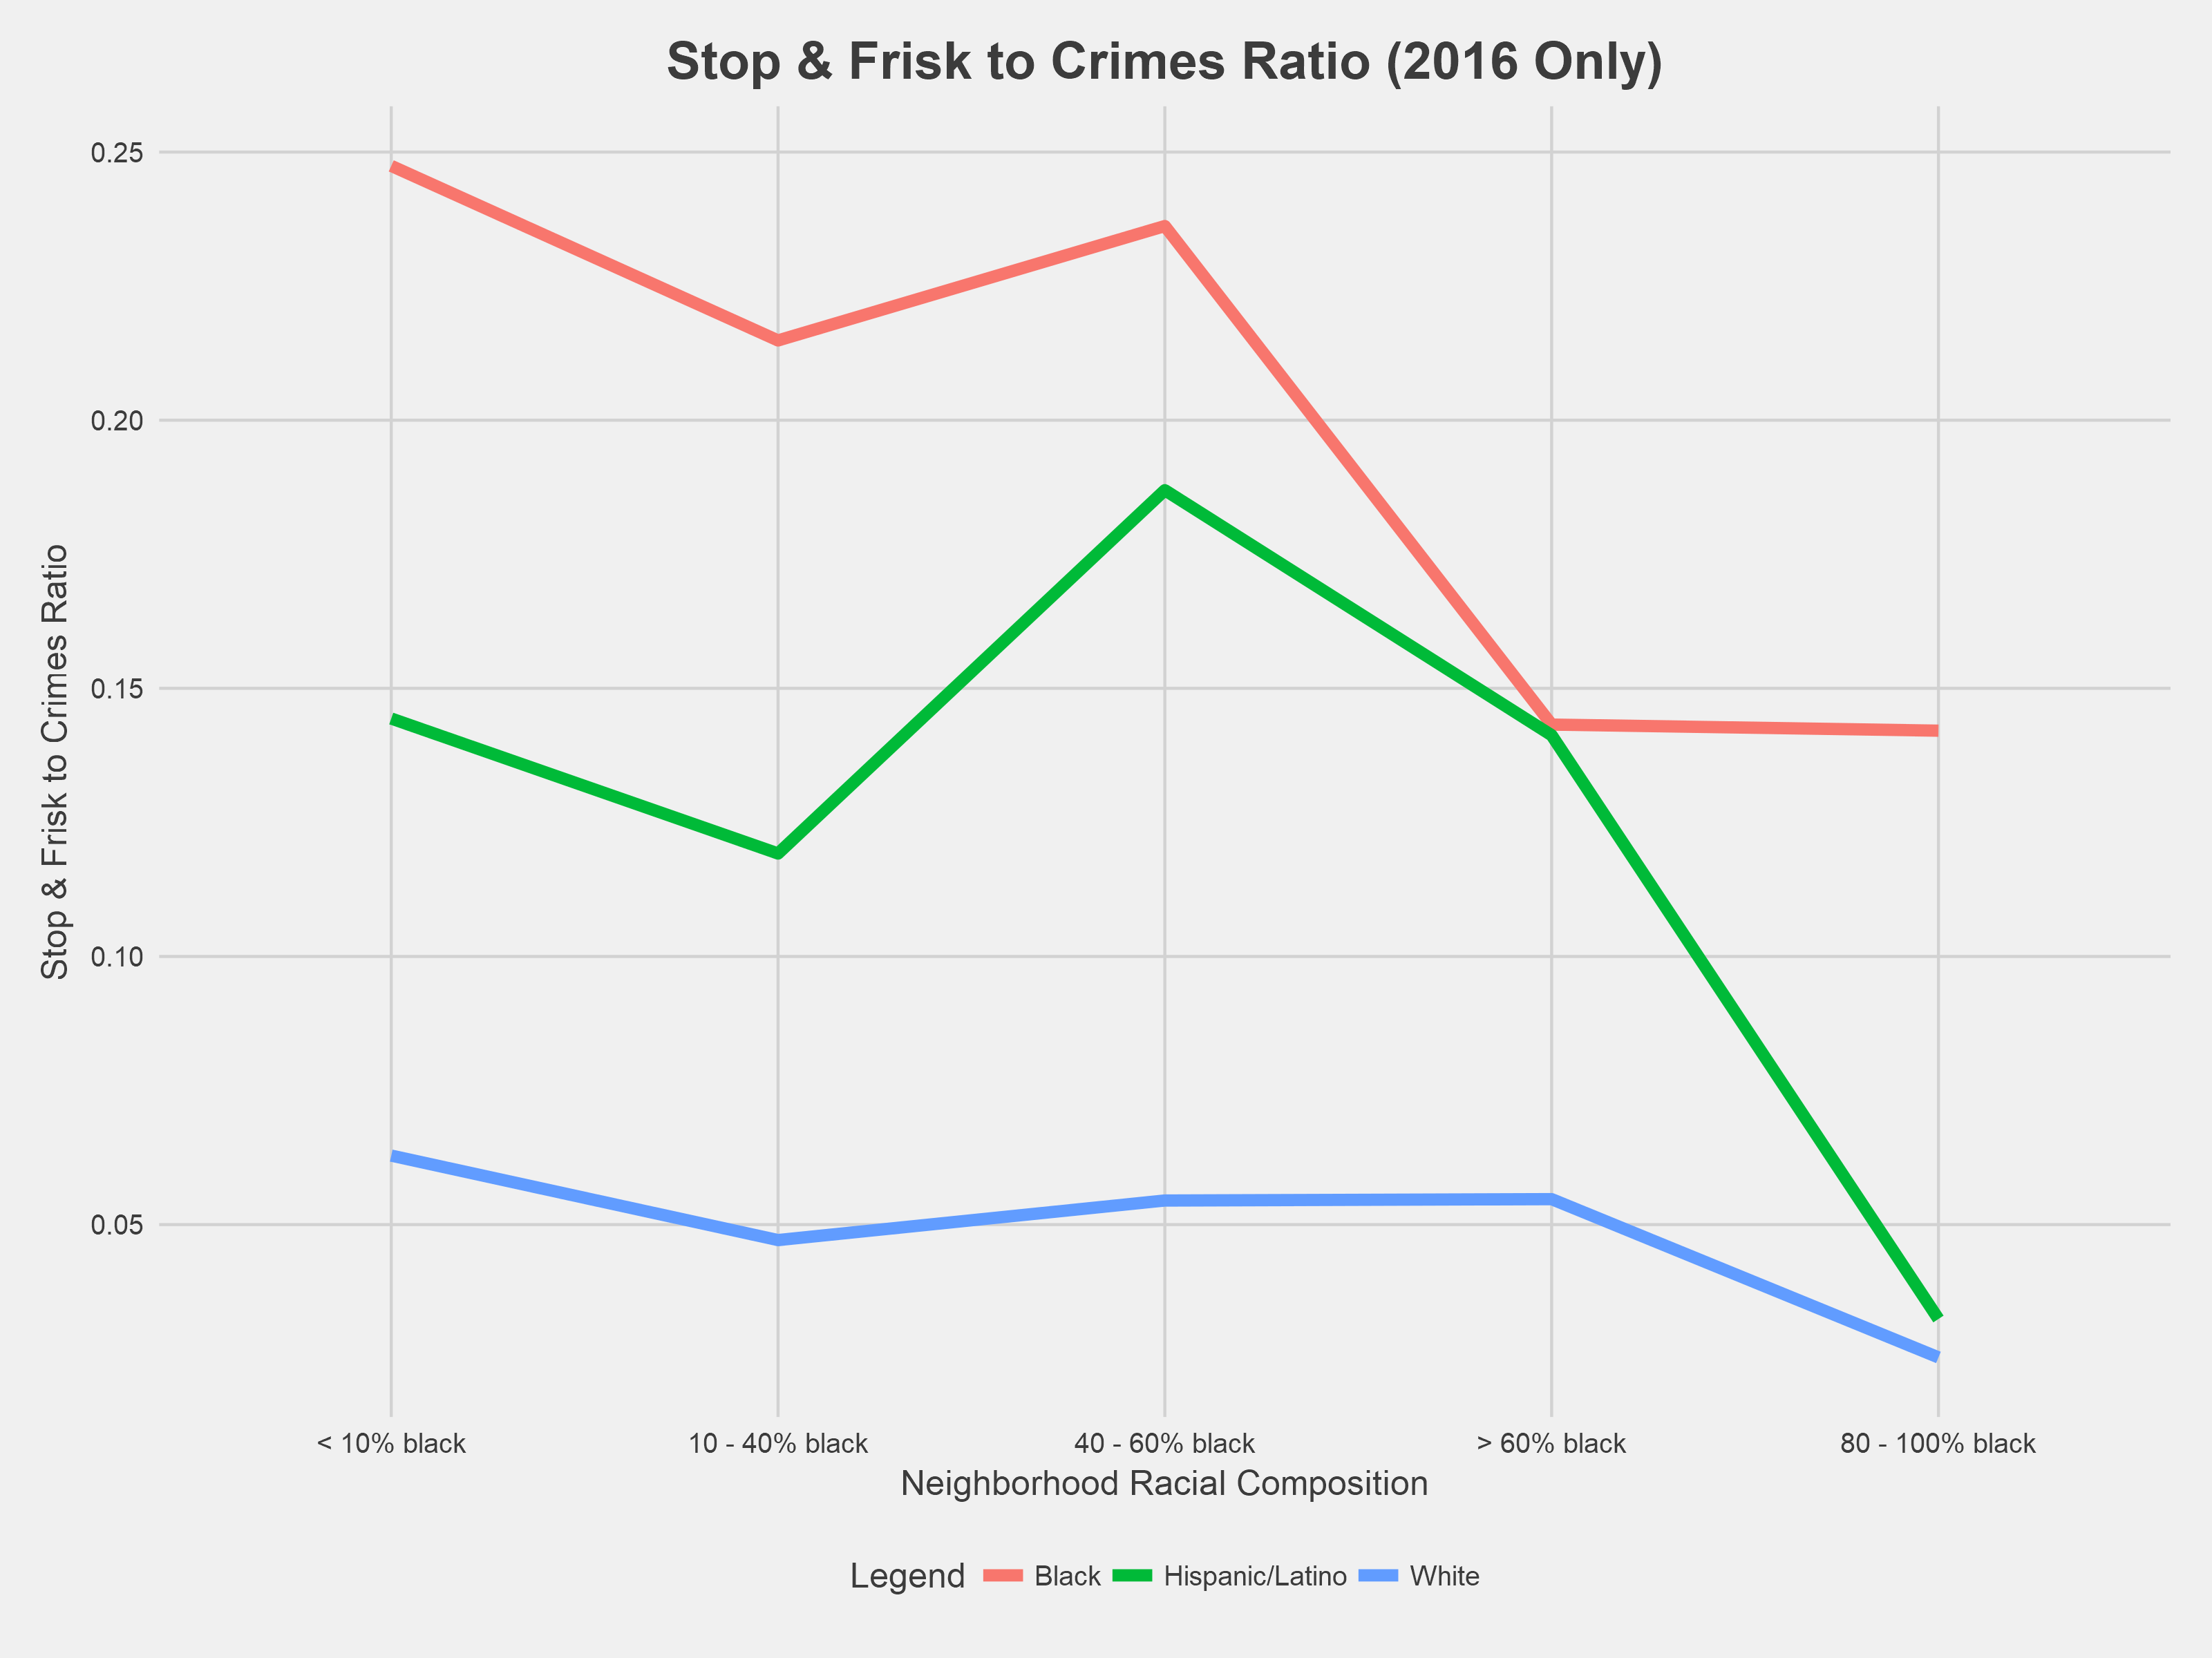 Stop & Frisk to Crimes Ratio (2016 Only)
Stop & Frisk to Crimes Ratio
0.25
0.20
0.15
0.10
0.05
< 10% black
10 - 40% black
40 - 60% black
> 60% black
80 - 100% black
Neighborhood Racial Composition
Legend Black Hispanic/Latino White